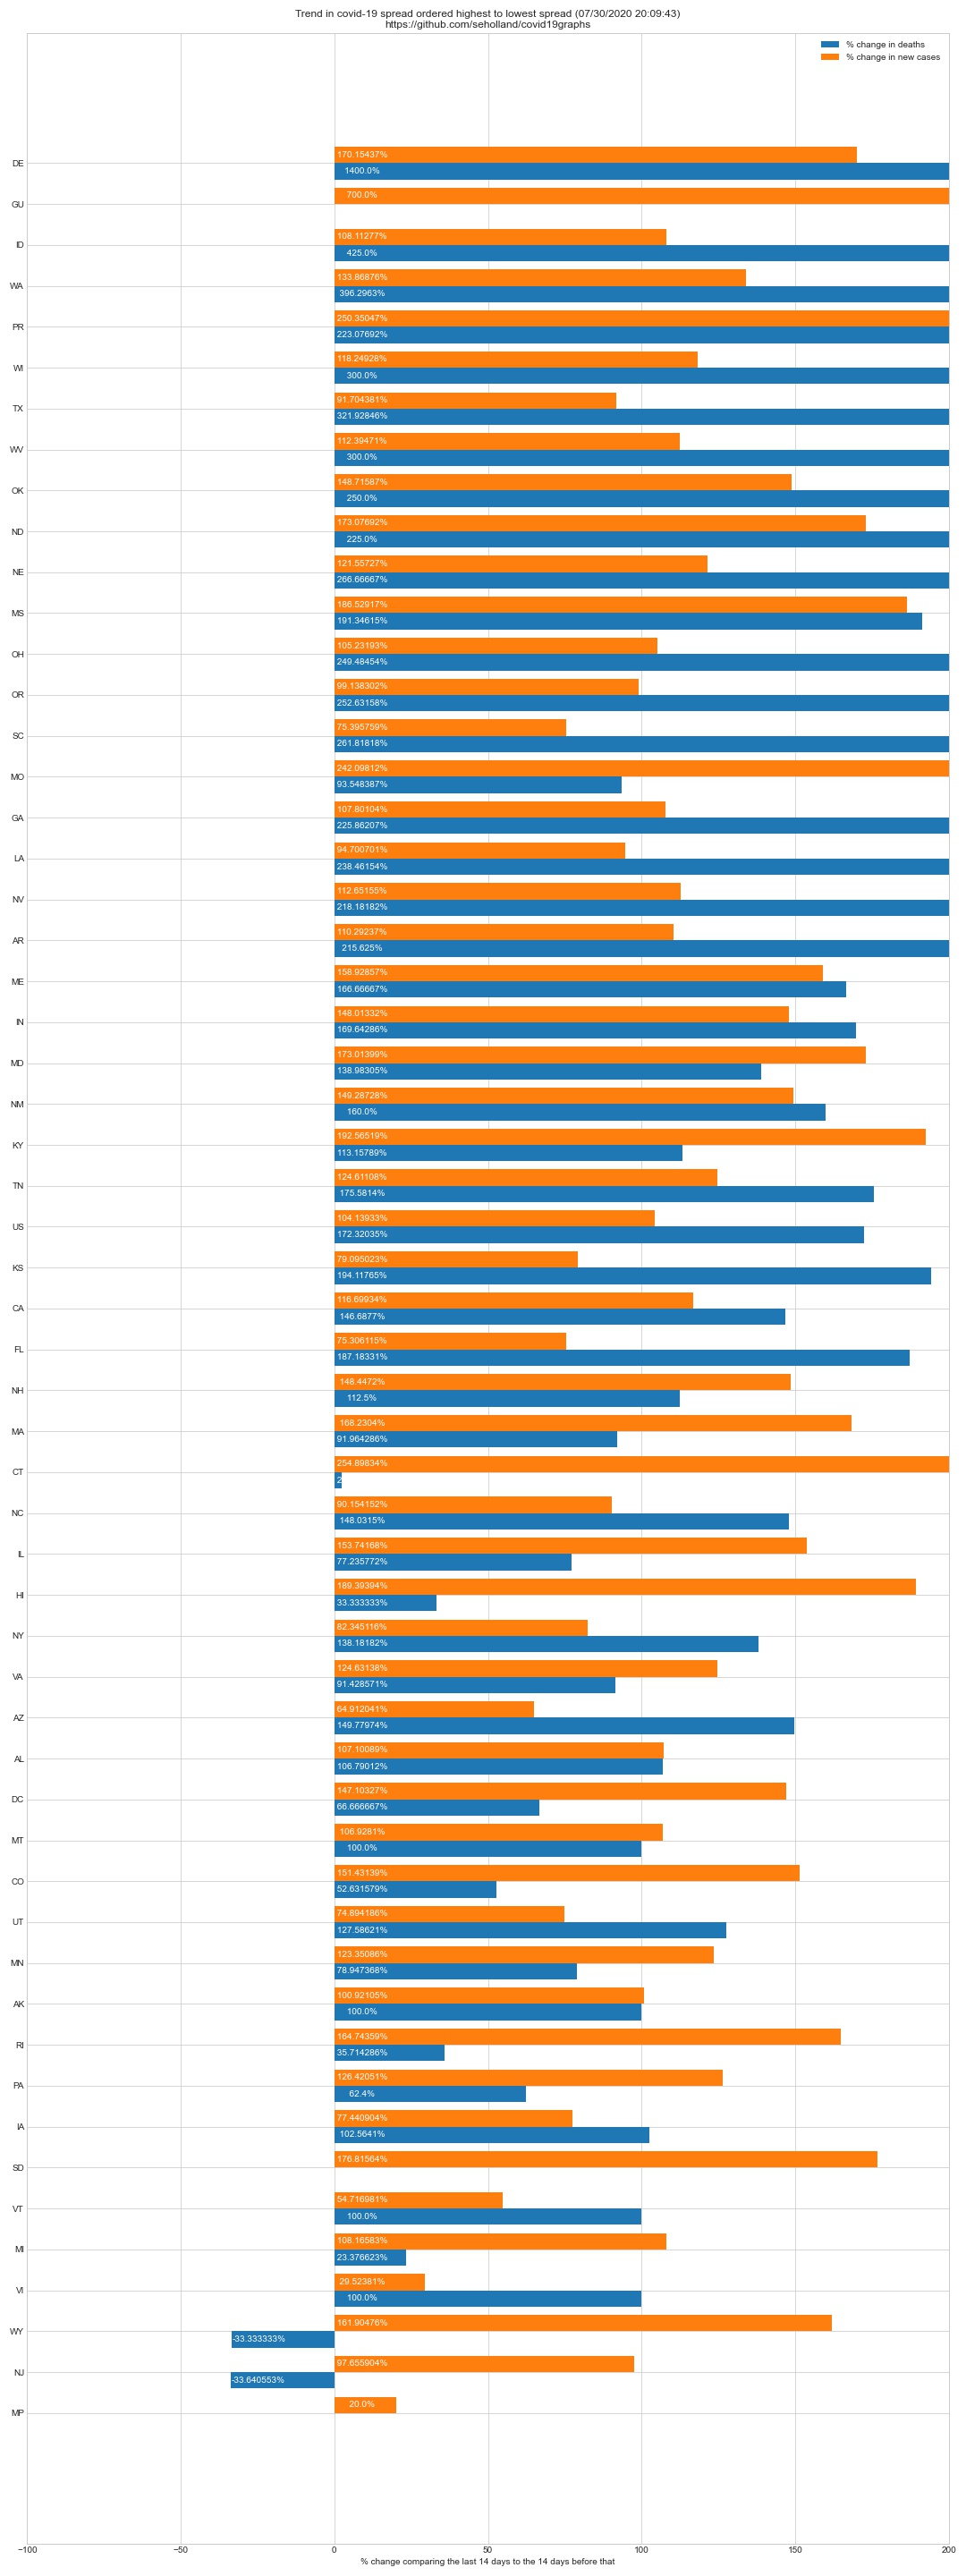 Trend in covid-19 spread ordered highest to lowest spread (07/30/2020 20:09:43)
https://github.com/seholland/covid19graphs
% change in deaths
% change in new cases
170.15437%
DE
1400.0%
700.0%
GU
108.11277%
ID
425.0%
133.86876%
WA
396.2963%
250.35047%
PR
223.07692%
118.24928%
WI
300.0%
91.704381%
TX
321.92846%
112.39471%
WV
300.0%
148.71587%
OK
250.0%
173.07692%
ND
225.0%
121.55727%
NE
266.66667%
186.52917%
MS
191.34615%
105.23193%
OH
249.48454%
99.138302%
OR
252.63158%
75.395759%
SC
261.81818%
242.09812%
MO
93.548387%
107.80104%
GA
225.86207%
94.700701%
LA
238.46154%
112.65155%
NV
218.18182%
110.29237%
AR
215.625%
158.92857%
ME
166.66667%
148.01332%
IN
169.64286%
173.01399%
MD
138.98305%
149.28728%
NM
160.0%
192.56519%
KY
113.15789%
124.61108%
TN
175.5814%
104.13933%
US
172.32035%
79.095023%
KS
194.11765%
116.69934%
CA
146.6877%
75.306115%
FL
187.18331%
148.4472%
NH
112.5%
168.2304%
MA
91.964286%
254.89834%
CT
2
90.154152%
NC
148.0315%
153.74168%
IL
77.235772%
189.39394%
HI
33.333333%
82.345116%
NY
138.18182%
124.63138%
VA
91.428571%
64.912041%
AZ
149.77974%
107.10089%
AL
106.79012%
147.10327%
DC
66.666667%
106.9281%
MT
100.0%
151.43139%
CO
52.631579%
74.894186%
UT
127.58621%
123.35086%
MN
78.947368%
100.92105%
AK
100.0%
164.74359%
RI
35.714286%
126.42051%
PA
62.4%
77.440904%
IA
102.5641%
176.81564%
SD
54.716981%
VT
100.0%
108.16583%
MI
23.376623%
29.52381%
VI
100.0%
161.90476%
WY
-33.333333%
97.655904%
NJ
-33.640553%
20.0%
MP
−100 −50 0 50 100 150 200
% change comparing the last 14 days to the 14 days before that